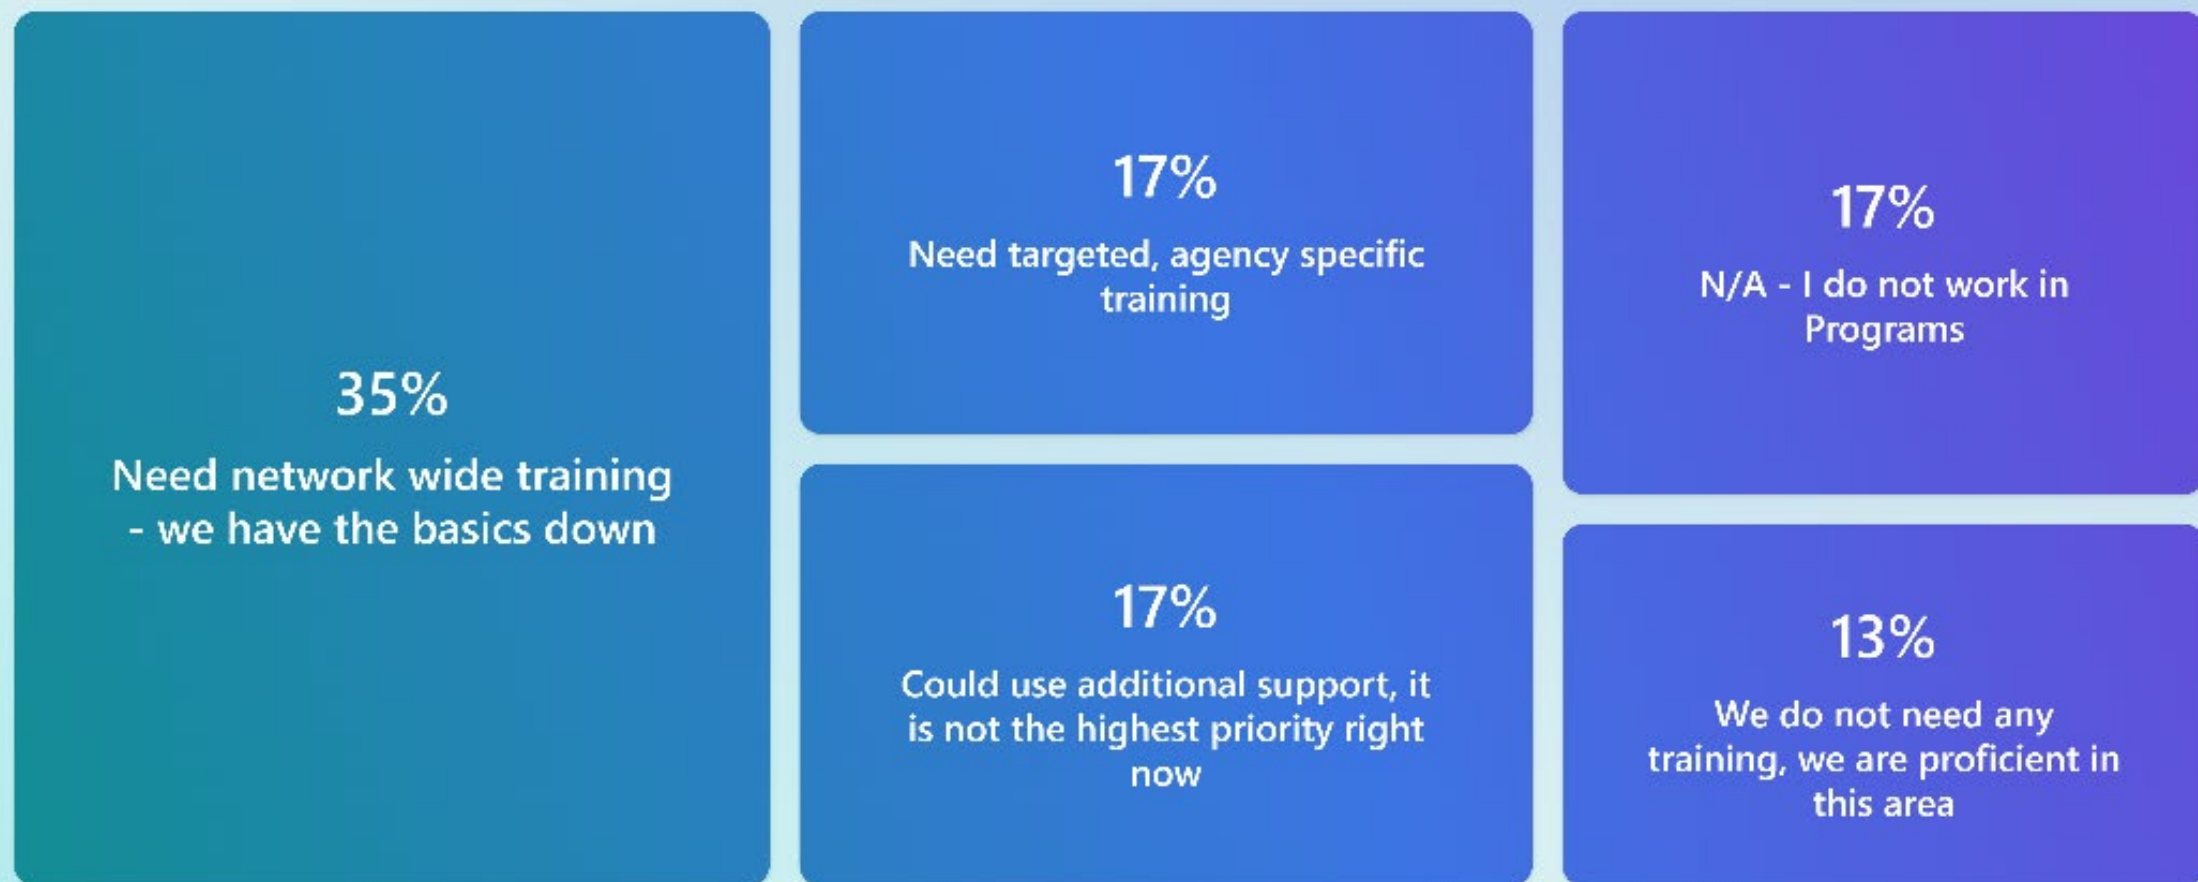 35%
Need network wide training
- we have the basics down
17%
Need targeted, agency specific
training
17%
Could use additional support, it
is not the highest priority right
now
17%
N/A - I do not work in
Programs
13%
We do not need any
training, we are proficient in
this area